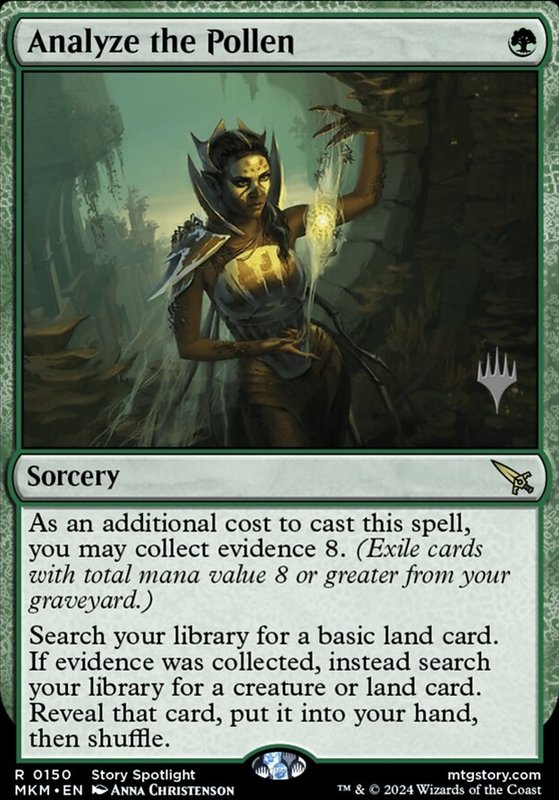 Analyze the Pollen
Sorcery
As an additional cost to cast this spell,
you may collect evidence 8. (Exile cards
with total mana value 8 or greater from your
graveyard.)
Search your library for a basic land card.
If evidence was collected, instead search
your library for a creature or land card.
Reveal that card, put it into your hand,
then shuffle.
R 0150 Story Spotlight mtgstory.com
MKM • EN Anna Christenson ™ & © 2024 Wizards of the Coast